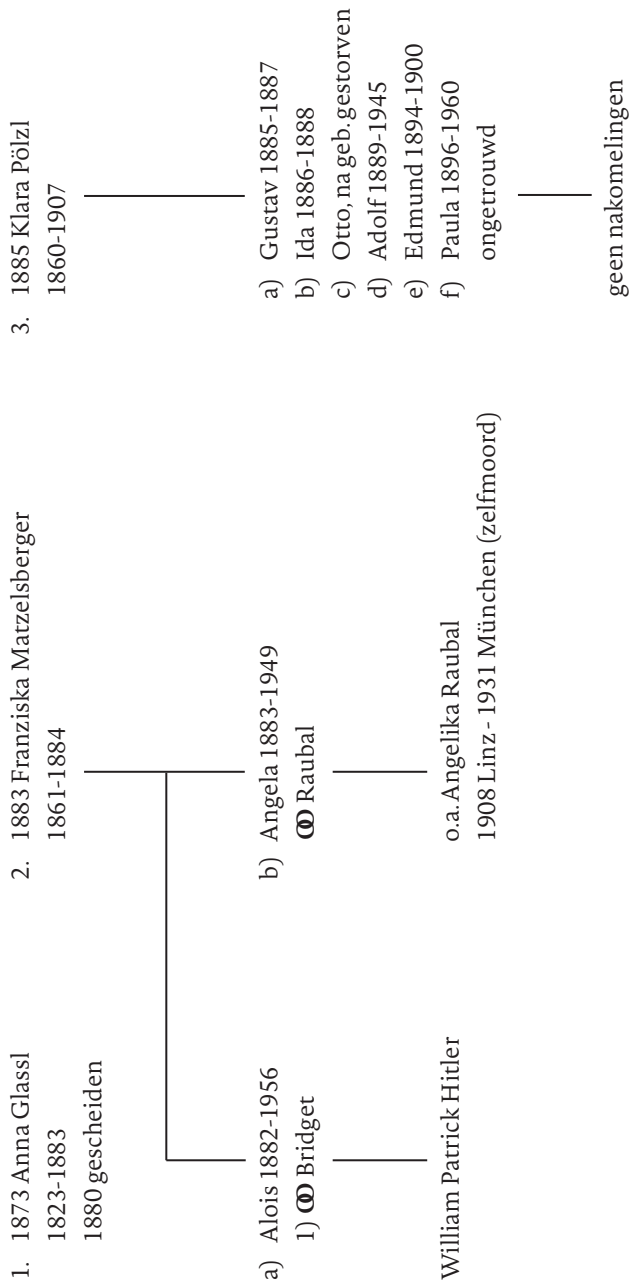 1. 1873 Anna Glassl
1823-1883
1880 gescheiden
a) Alois 1882-1956
1) ⚭ Bridget
William Patrick Hitler
2. 1883 Franziska Matzelsberger
1861-1884
b) Angela 1883-1949
⚭ Raubal
o.a. Angelika Raubal
1908 Linz - 1931 München (zelfmoord)
3. 1885 Klara Pölzl
1860-1907
a) Gustav 1885-1887
b) Ida 1886-1888
c) Otto, na geb. gestorven
d) Adolf 1889-1945
e) Edmund 1894-1900
f) Paula 1896-1960
ongetrouwd
geen nakomelingen